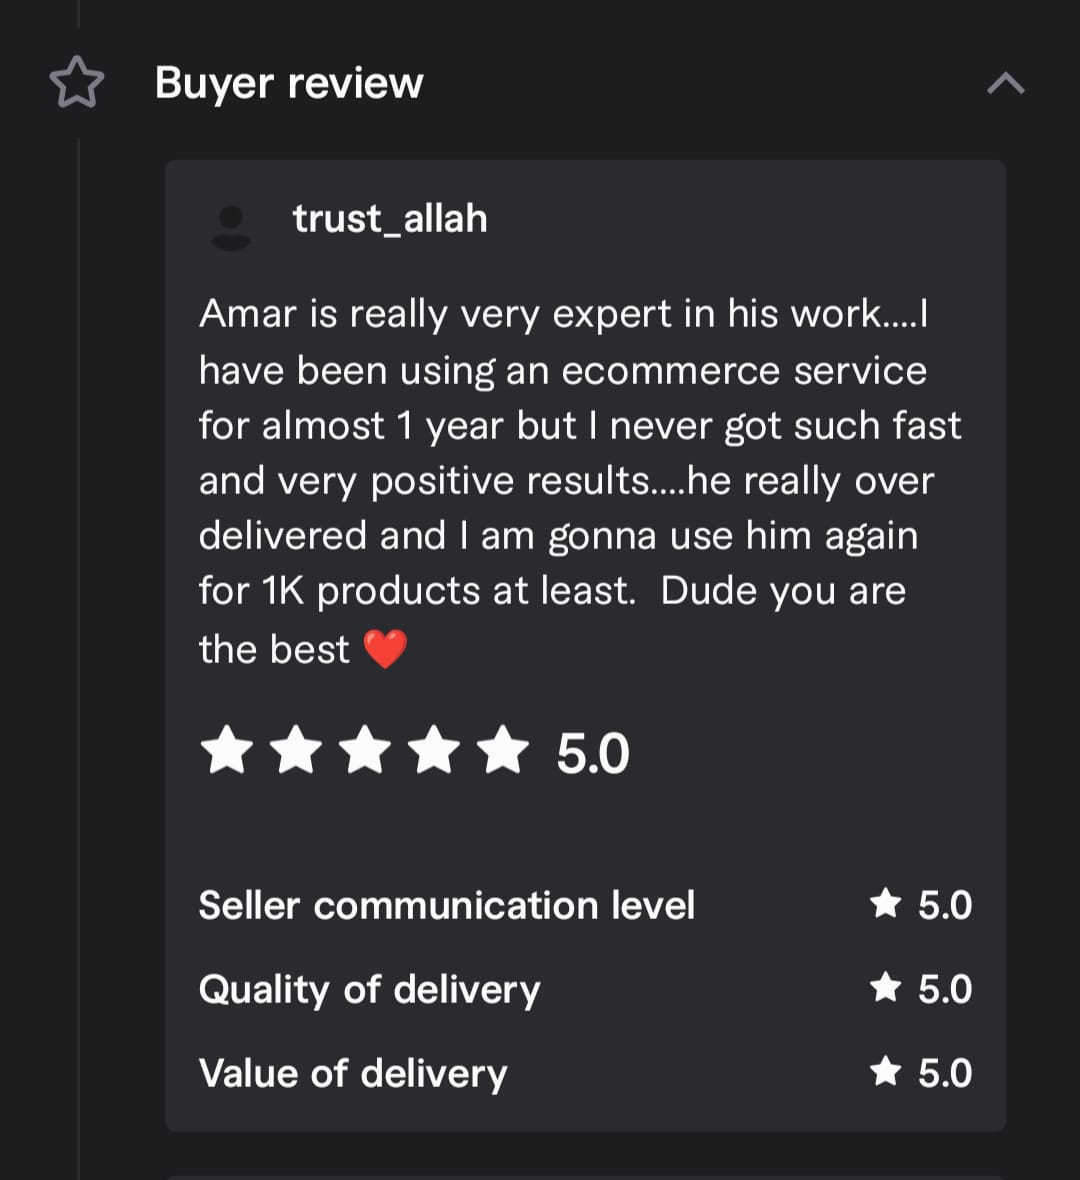 Buyer review
trust_allah
Amar is really very expert in his work....I
have been using an ecommerce service
for almost 1 year but I never got such fast
and very positive results....he really over
delivered and I am gonna use him again
for 1K products at least.  Dude you are
the best ❤️
5.0
Seller communication level ★ 5.0
Quality of delivery ★ 5.0
Value of delivery ★ 5.0